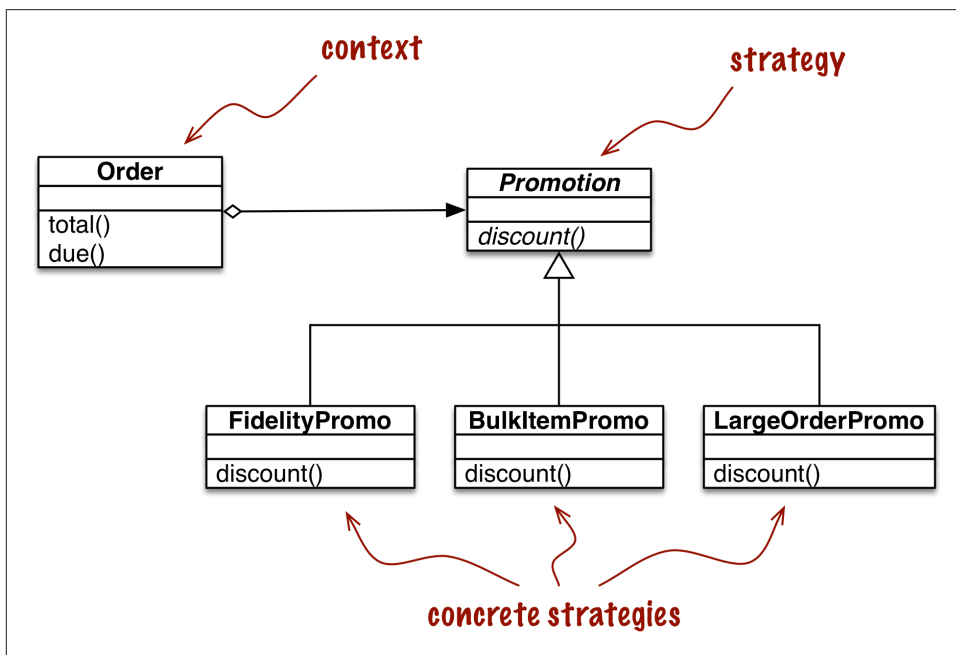 context
strategy
Order
total()
due()
Promotion
discount()
FidelityPromo
discount()
BulkItemPromo
discount()
LargeOrderPromo
discount()
concrete strategies